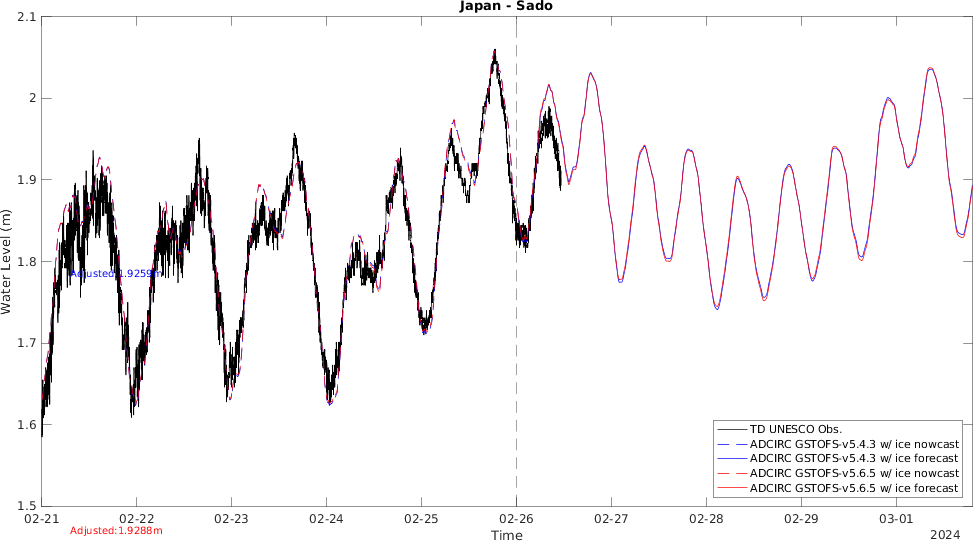 Japan - Sado
2.1
2
1.9
1.8
1.7
1.6
1.5
Water Level (m)
Adjusted:1.9259m
TD UNESCO Obs.
ADCIRC GSTOFS-v5.4.3 w/ ice nowcast
ADCIRC GSTOFS-v5.4.3 w/ ice forecast
ADCIRC GSTOFS-v5.6.5 w/ ice nowcast
ADCIRC GSTOFS-v5.6.5 w/ ice forecast
02-21 02-22 02-23 02-24 02-25 02-26 02-27 02-28 02-29 03-01
Adjusted:1.9288m
Time
2024